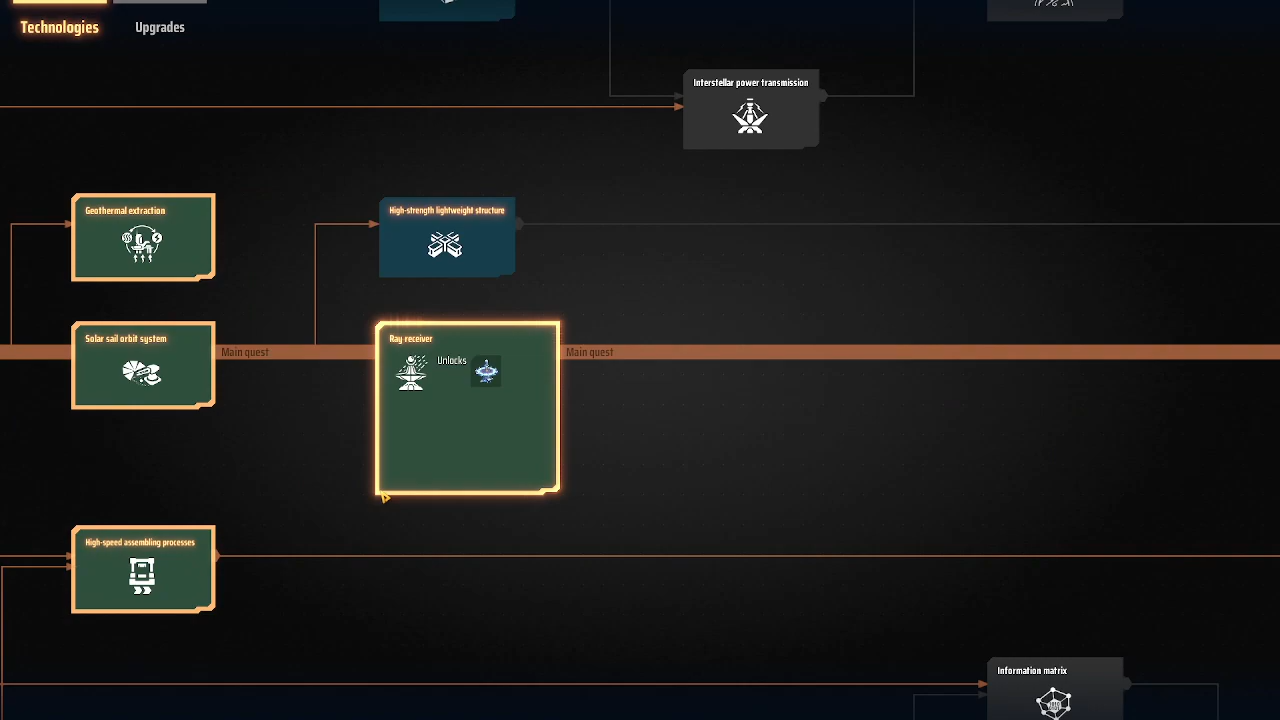 Technologies
Upgrades
Interstellar power transmission
Geothermal extraction
High-strength lightweight structure
Solar sail orbit system
Main quest
Ray receiver
Unlocks
Main quest
High-speed assembling processes
Information matrix